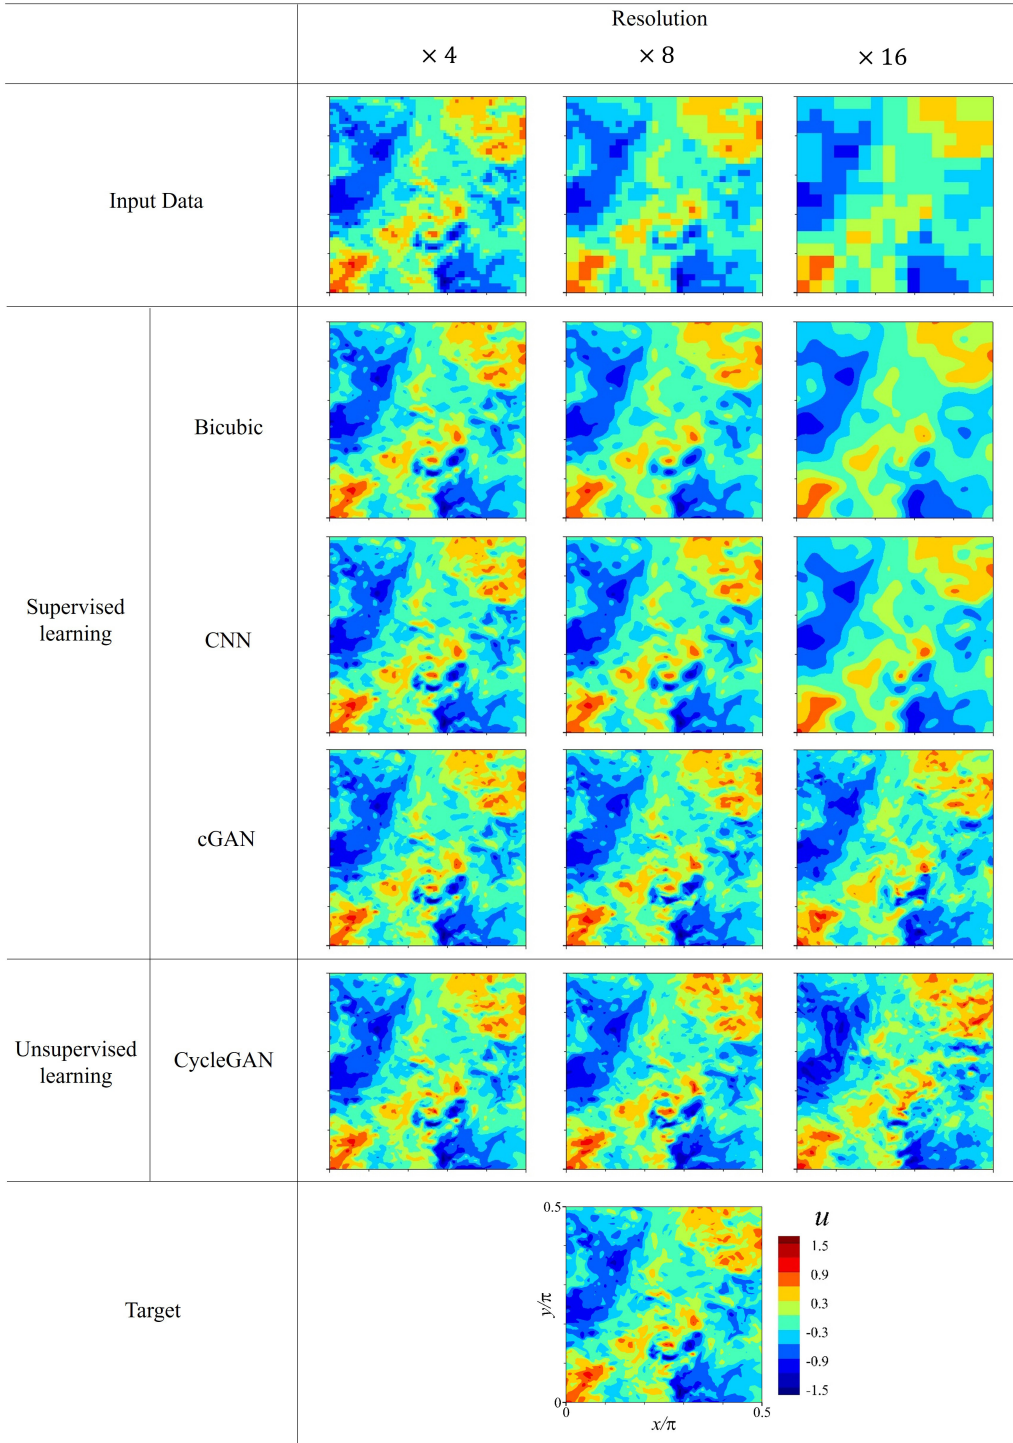 Resolution
× 4
× 8
× 16
Input Data
Supervised
learning
Bicubic
CNN
cGAN
Unsupervised
learning
CycleGAN
Target
0.5
y/π
0
0
x/π
0.5
u
1.5
0.9
0.3
-0.3
-0.9
-1.5